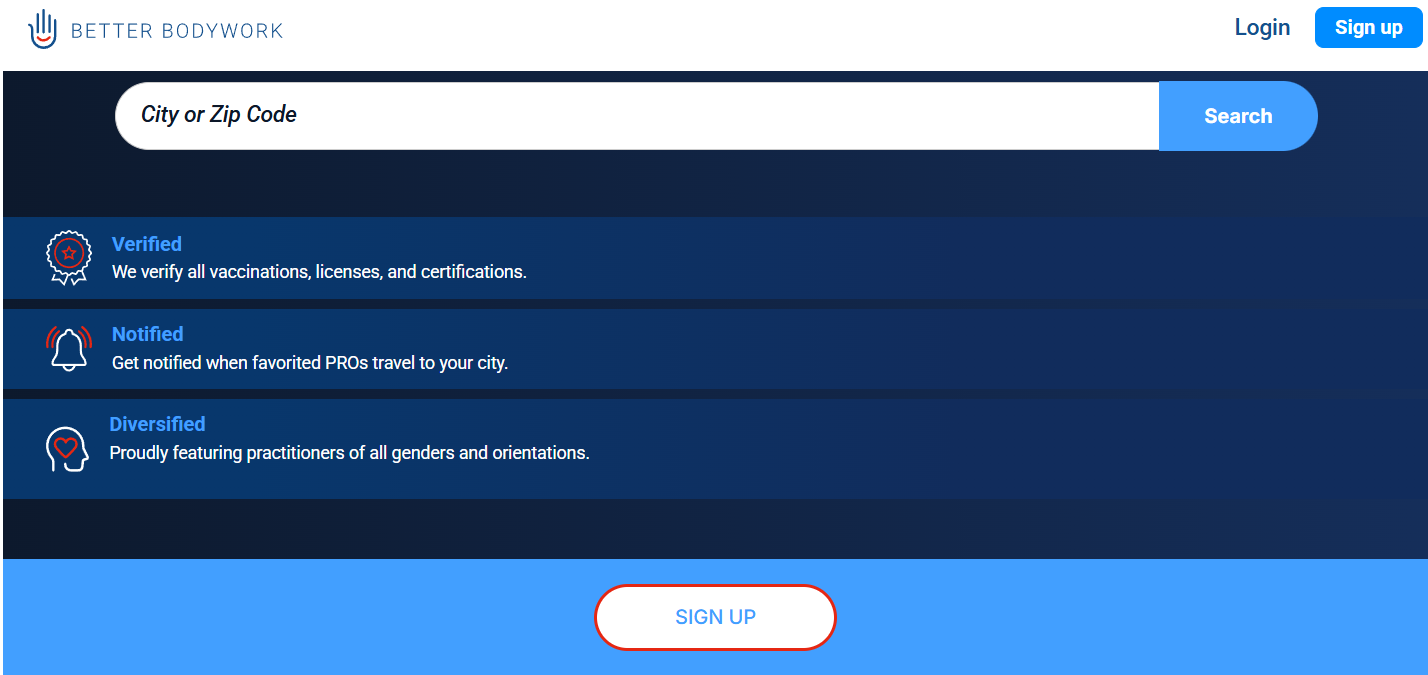 BETTER BODYWORK
Login
Sign up
City or Zip Code
Search
Verified
We verify all vaccinations, licenses, and certifications.
Notified
Get notified when favorited PROs travel to your city.
Diversified
Proudly featuring practitioners of all genders and orientations.
SIGN UP